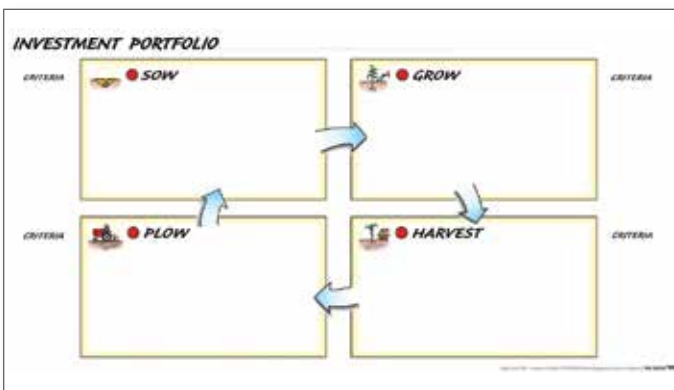 INVESTMENT PORTFOLIO
CRITERIA
SOW
GROW
CRITERIA
CRITERIA
PLOW
HARVEST
CRITERIA